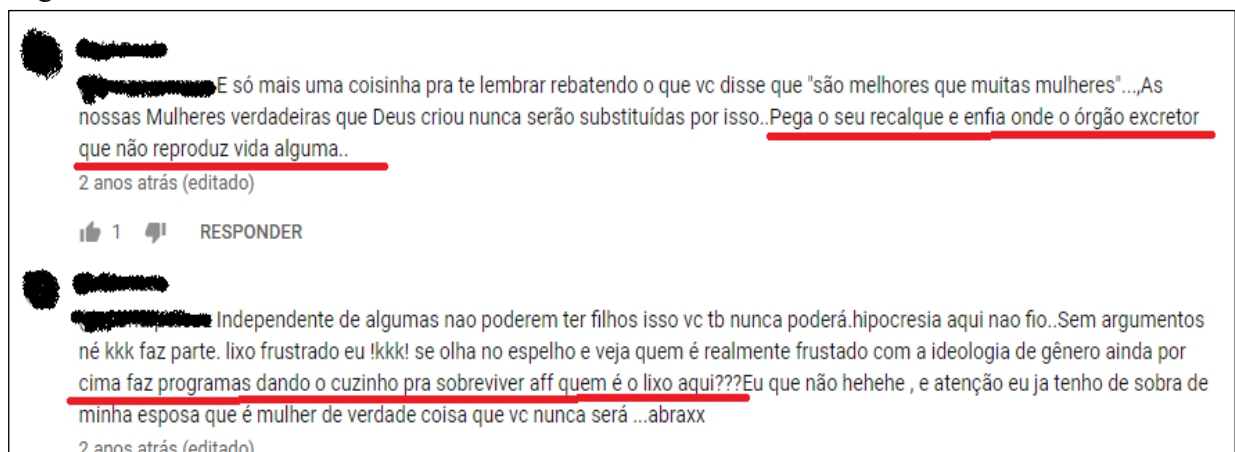 E só mais uma coisinha pra te lembrar rebatendo o que vc disse que "são melhores que muitas mulheres"...,As
nossas Mulheres verdadeiras que Deus criou nunca serão substituídas por isso..Pega o seu recalque e enfia onde o órgão excretor
que não reproduz vida alguma..
2 anos atrás (editado)
1 RESPONDER
Independente de algumas nao poderem ter filhos isso vc tb nunca poderá.hipocresia aqui nao fio..Sem argumentos
né kkk faz parte. lixo frustrado eu !kkk! se olha no espelho e veja quem é realmente frustado com a ideologia de gênero ainda por
cima faz programas dando o cuzinho pra sobreviver aff quem é o lixo aqui???Eu que não hehehe , e atenção eu ja tenho de sobra de
minha esposa que é mulher de verdade coisa que vc nunca será ...abraxx
2 anos atrás (editado)